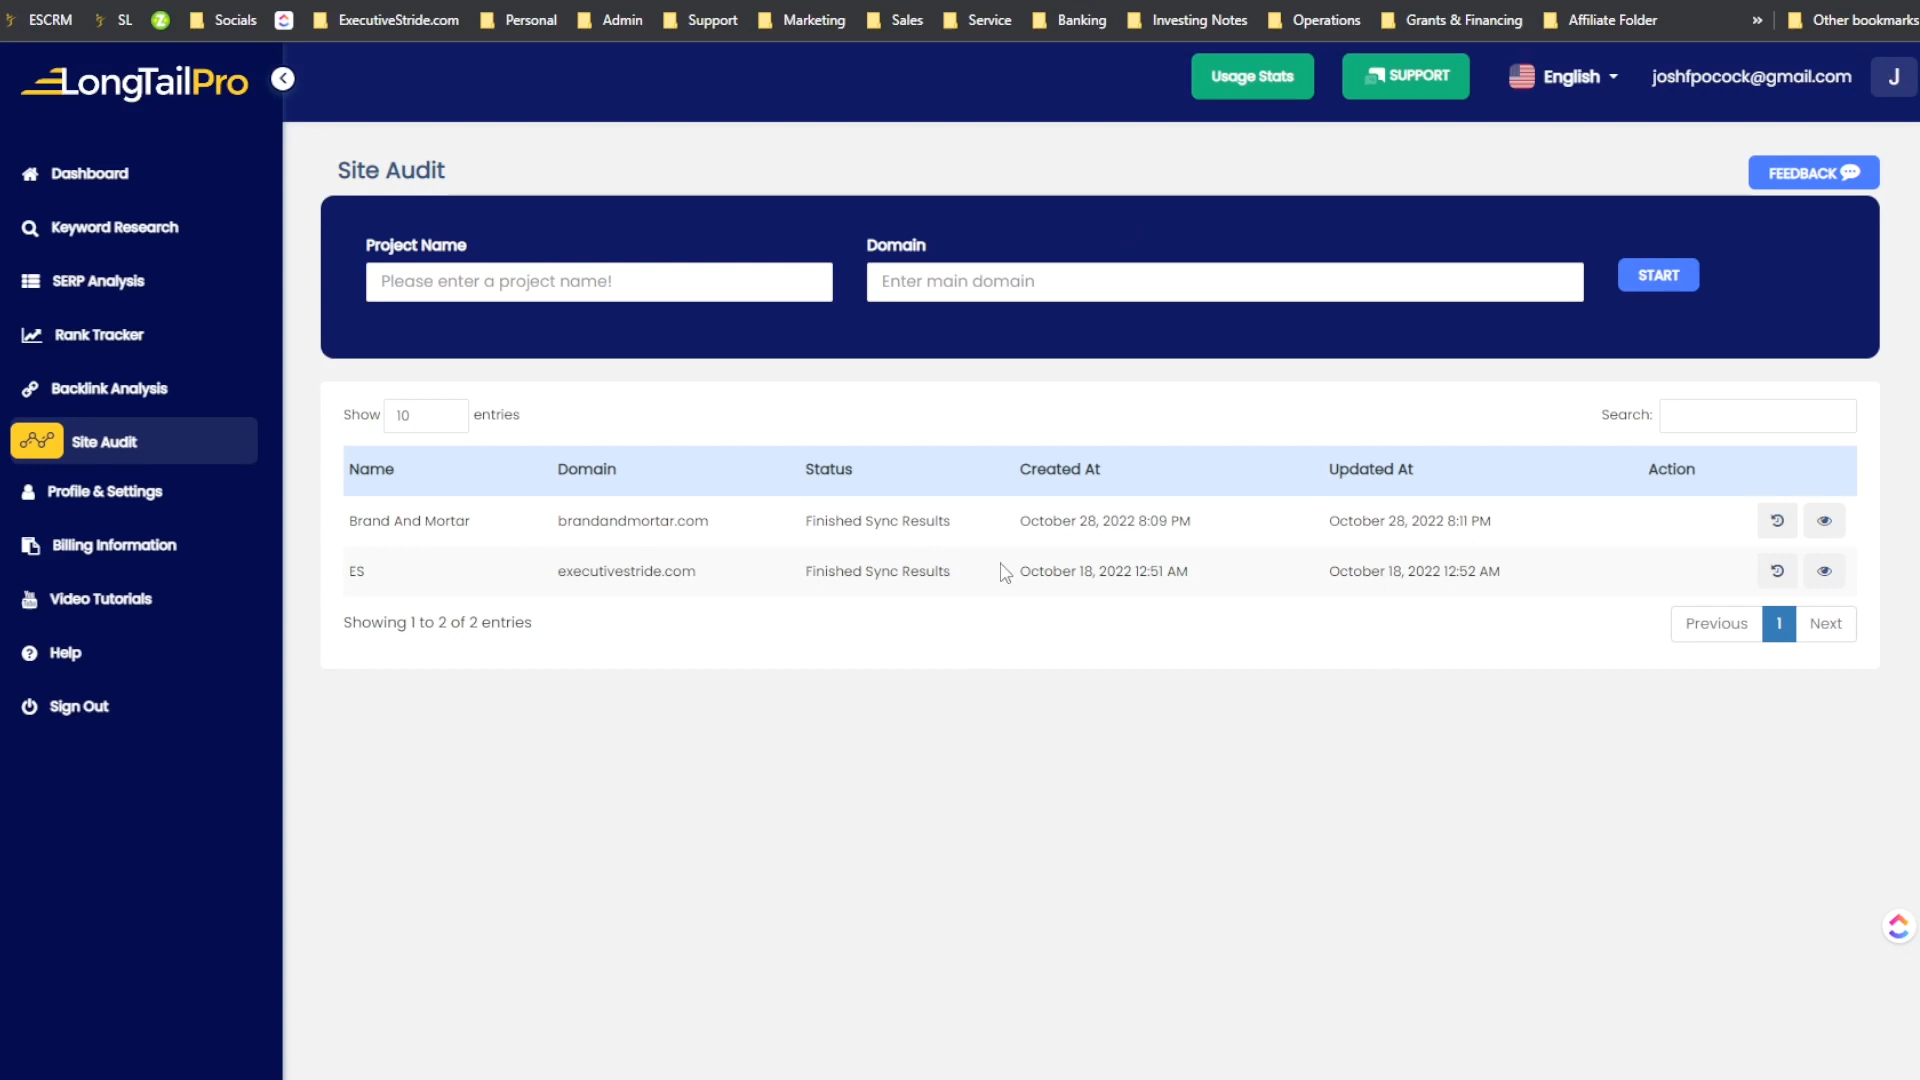 ESCRM SL Socials ExecutiveStride.com Personal Admin Support Marketing Sales Service Banking Investing Notes Operations Grants & Financing Affiliate Folder » Other bookmarks
LongTailPro
Usage Stats
SUPPORT
English
joshfpocock@gmail.com
J
Dashboard
Keyword Research
SERP Analysis
Rank Tracker
Backlink Analysis
Site Audit
Profile & Settings
Billing Information
Video Tutorials
Help
Sign Out
Site Audit
FEEDBACK
Project Name Domain
Please enter a project name! Enter main domain START
Show 10 entries Search:
Name Domain Status Created At Updated At Action
Brand And Mortar brandandmortar.com Finished Sync Results October 28, 2022 8:09 PM October 28, 2022 8:11 PM
ES executivestride.com Finished Sync Results October 18, 2022 12:51 AM October 18, 2022 12:52 AM
Showing 1 to 2 of 2 entries Previous 1 Next